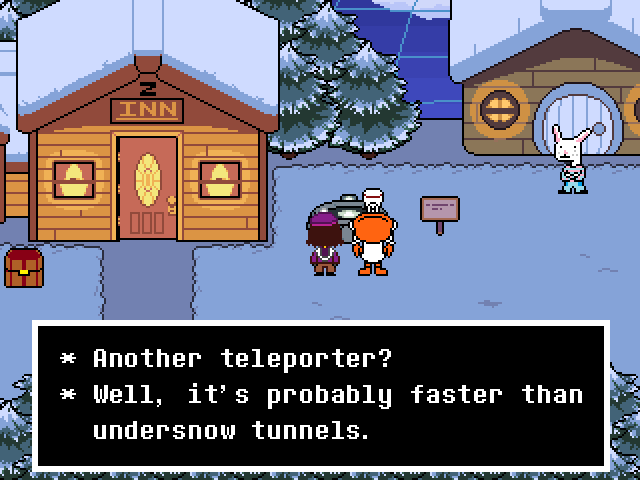 Z
INN
* Another teleporter?
* Well, it's probably faster than
undersnow tunnels.